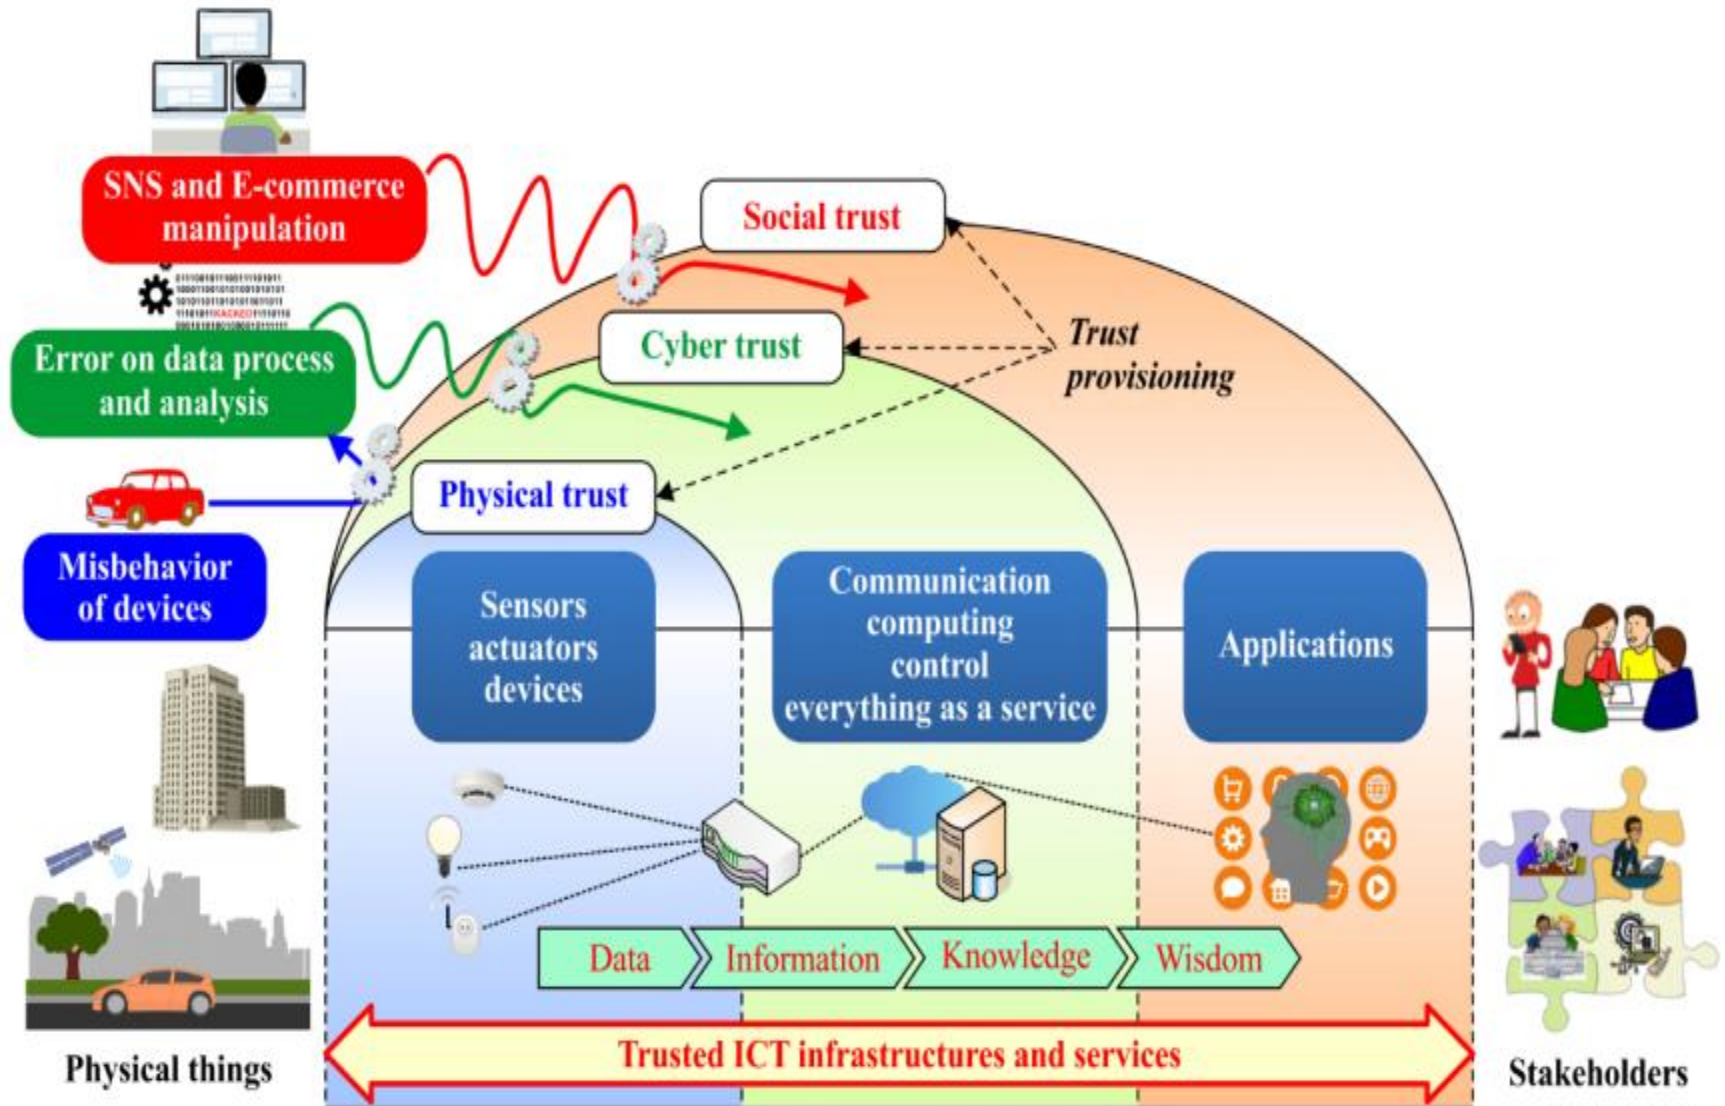 SNS and E-commerce
manipulation
Social trust
HACKED
Cyber trust
Trust
provisioning
Error on data process
and analysis
Physical trust
Misbehavior
of devices
Sensors
actuators
devices
Communication
computing
control
everything as a service
Applications
Data
Information
Knowledge
Wisdom
Trusted ICT infrastructures and services
Physical things
Stakeholders